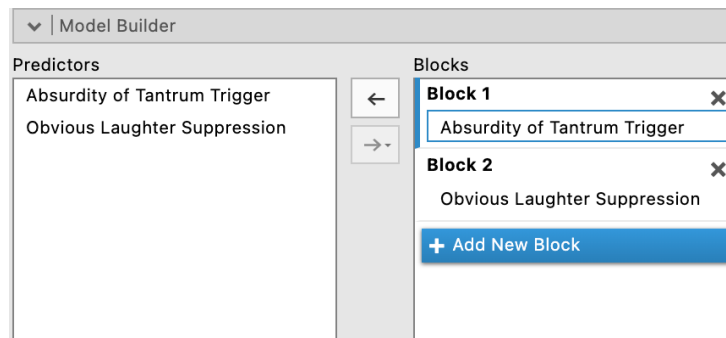 Model Builder
Predictors
Absurdity of Tantrum Trigger
Obvious Laughter Suppression
Blocks
Block 1
Absurdity of Tantrum Trigger
Block 2
Obvious Laughter Suppression
+ Add New Block